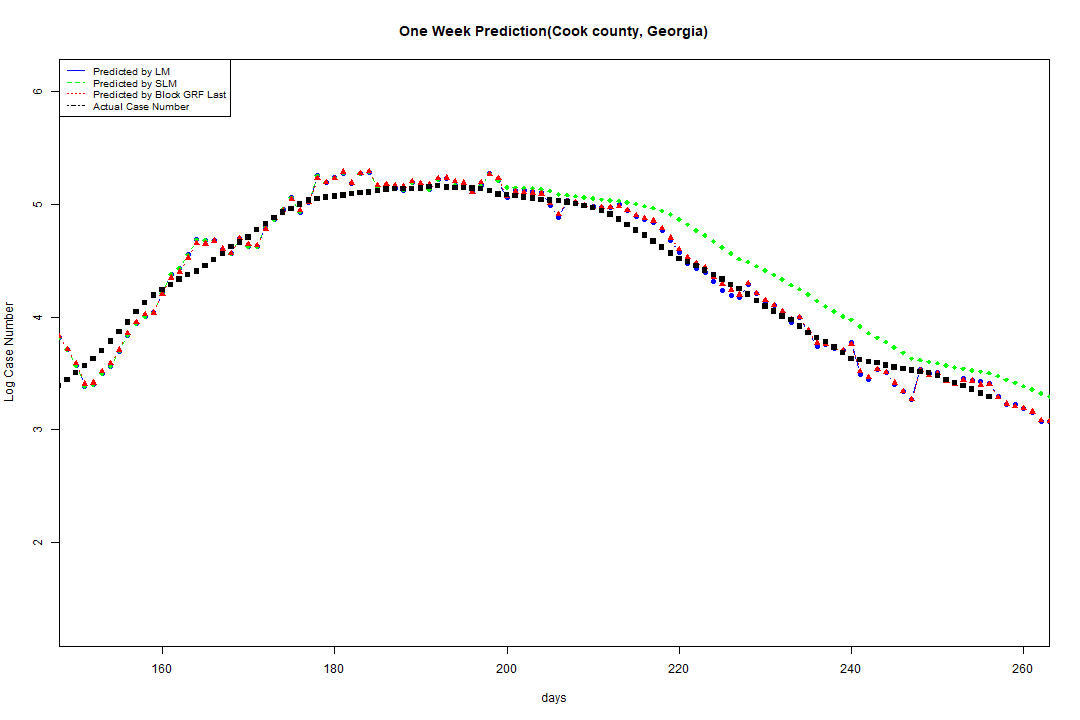 One Week Prediction(Cook county, Georgia)
Predicted by LM
Predicted by SLM
Predicted by Block GRF Last
Actual Case Number
6
5
4
3
2
Log Case Number
160
180
200
220
240
260
days